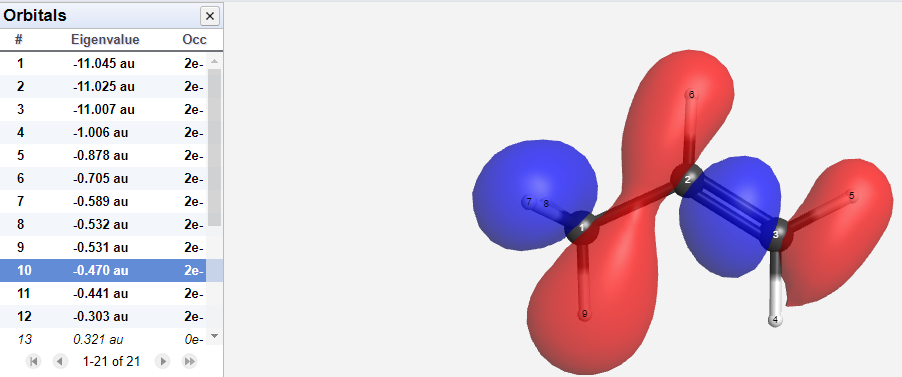 Orbitals ×
# Eigenvalue Occ
1 -11.045 au 2e-
2 -11.025 au 2e-
3 -11.007 au 2e-
4 -1.006 au 2e-
5 -0.878 au 2e-
6 -0.705 au 2e-
7 -0.589 au 2e-
8 -0.532 au 2e-
9 -0.531 au 2e-
10 -0.470 au 2e-
11 -0.441 au 2e-
12 -0.303 au 2e-
13 0.321 au 0e-
1-21 of 21
6
2
7 8
5
1
3
9
4